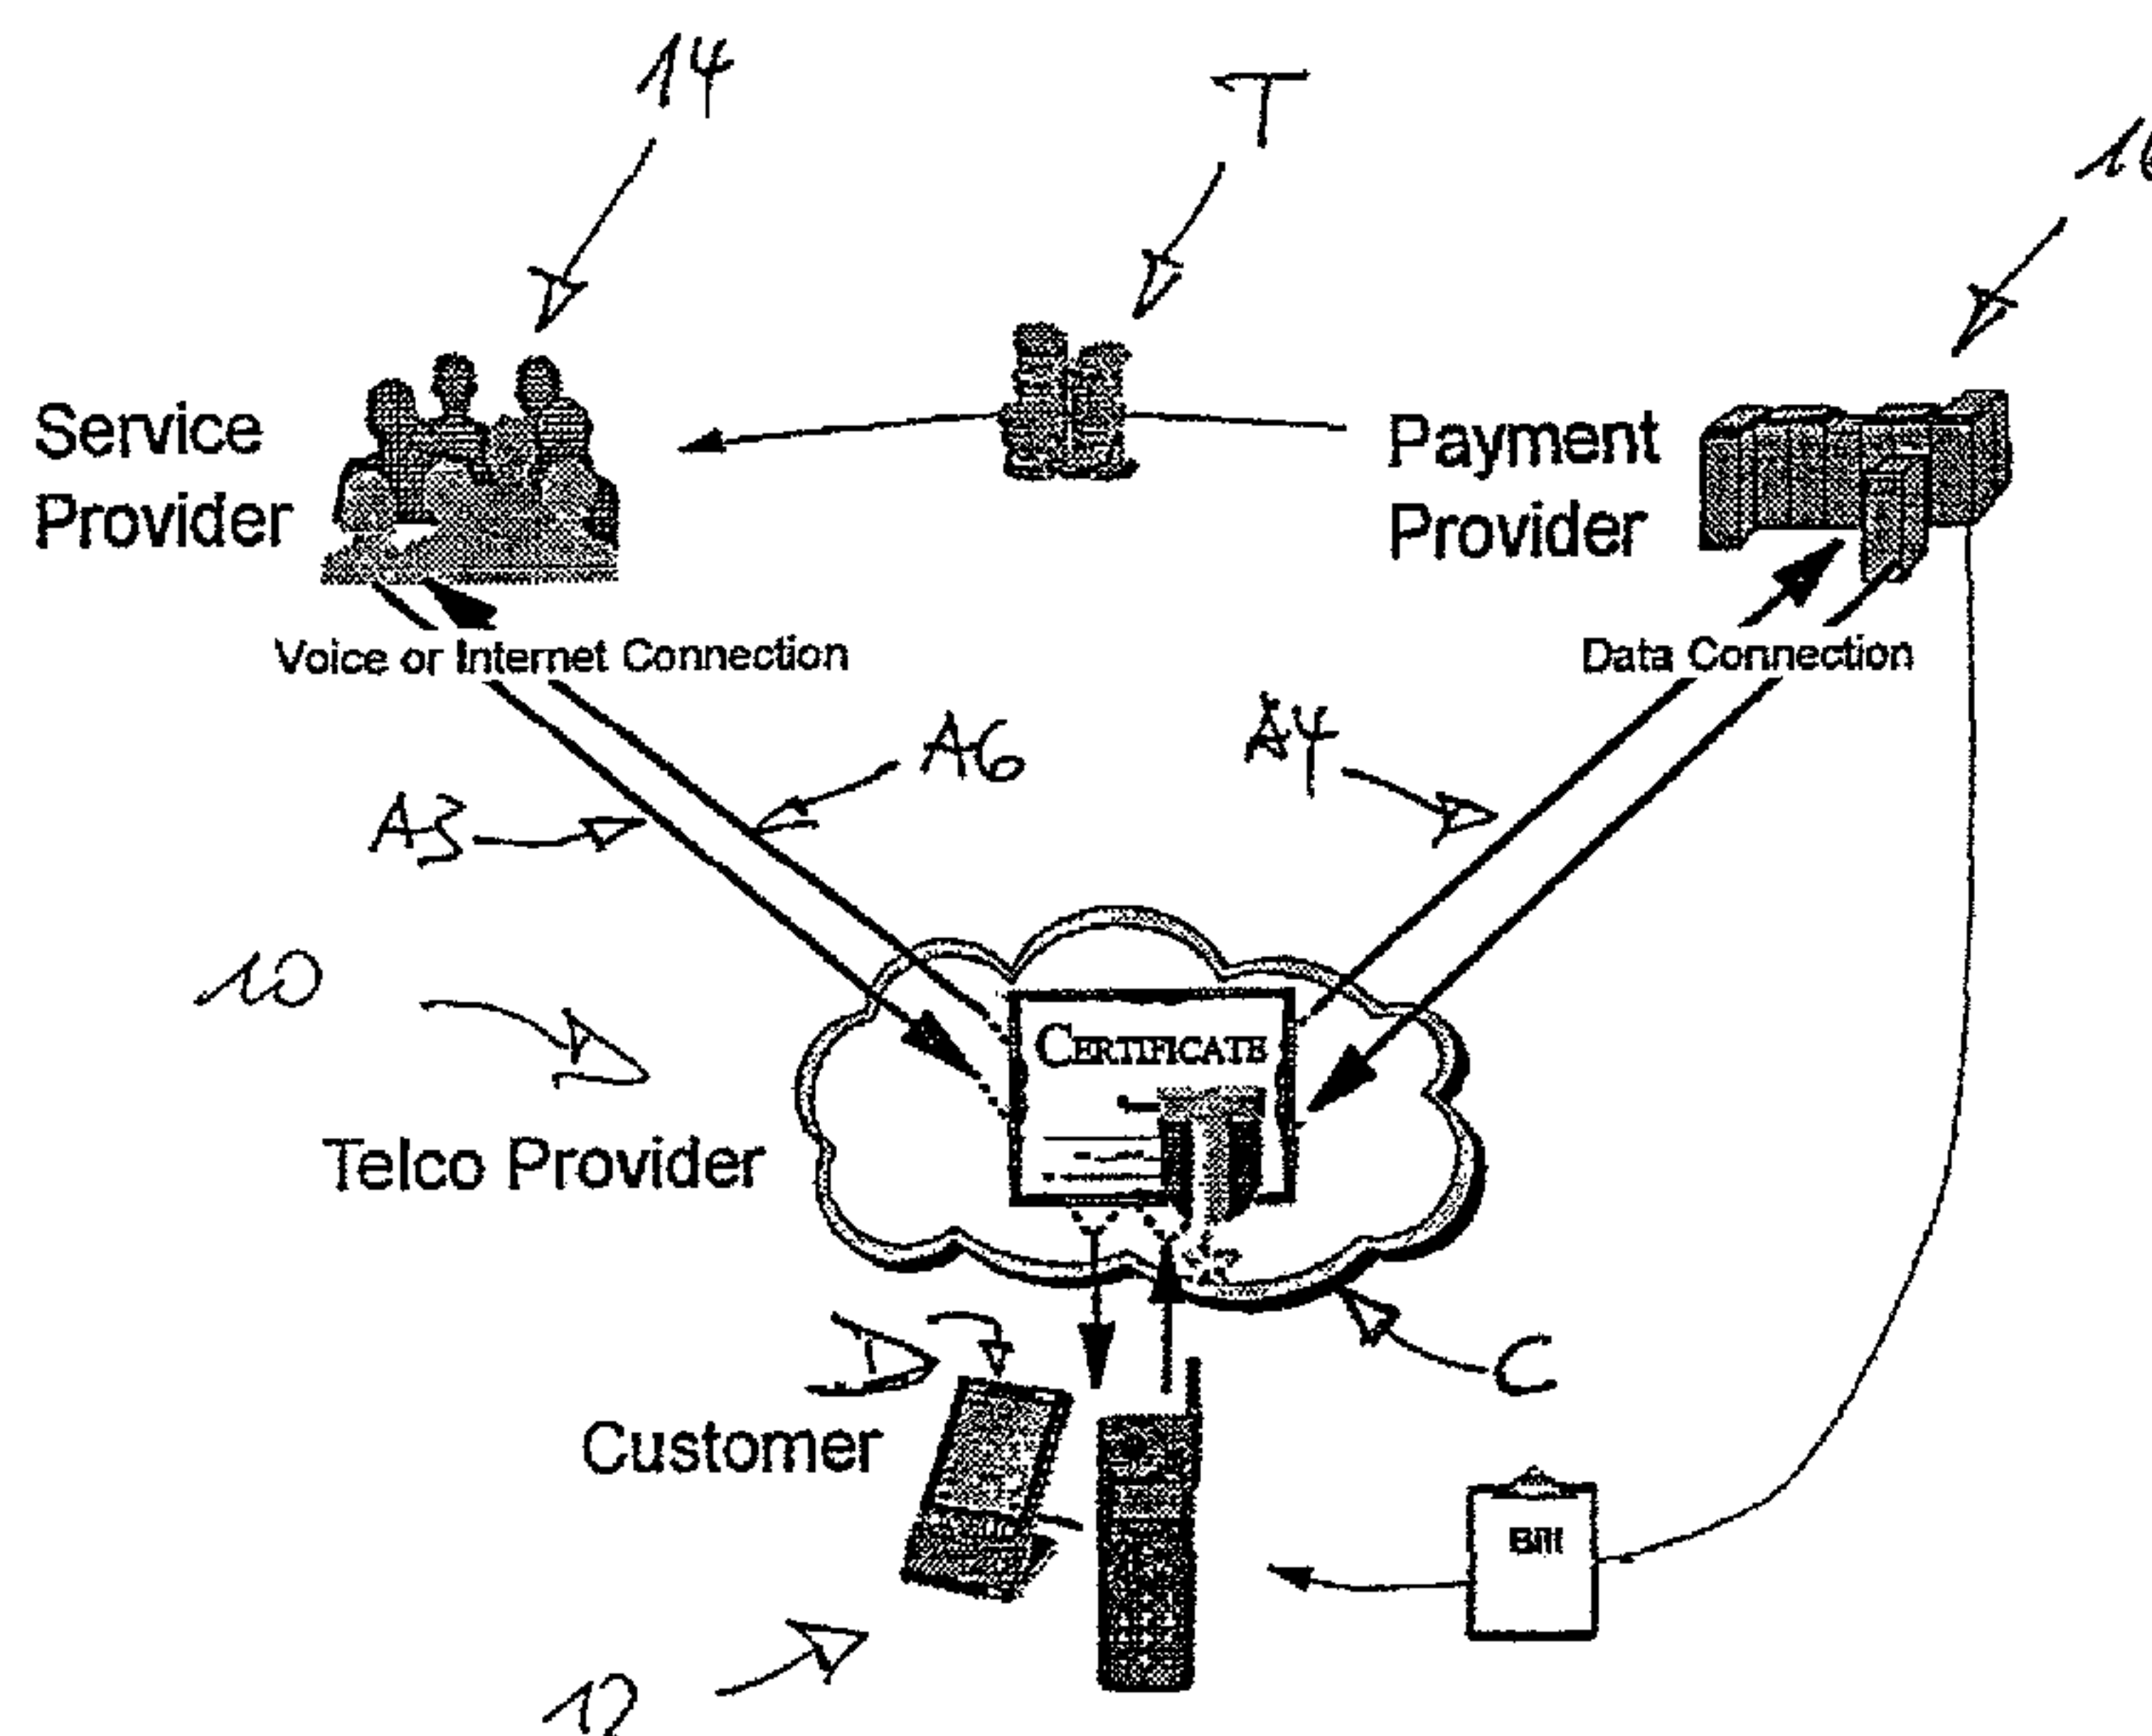 14
T
Service
Provider
Payment
Provider
Voice or Internet Connection
Data Connection
A6
A4
A3
10
CERTIFICATE
Telco Provider
D
C
Customer
Bill
12